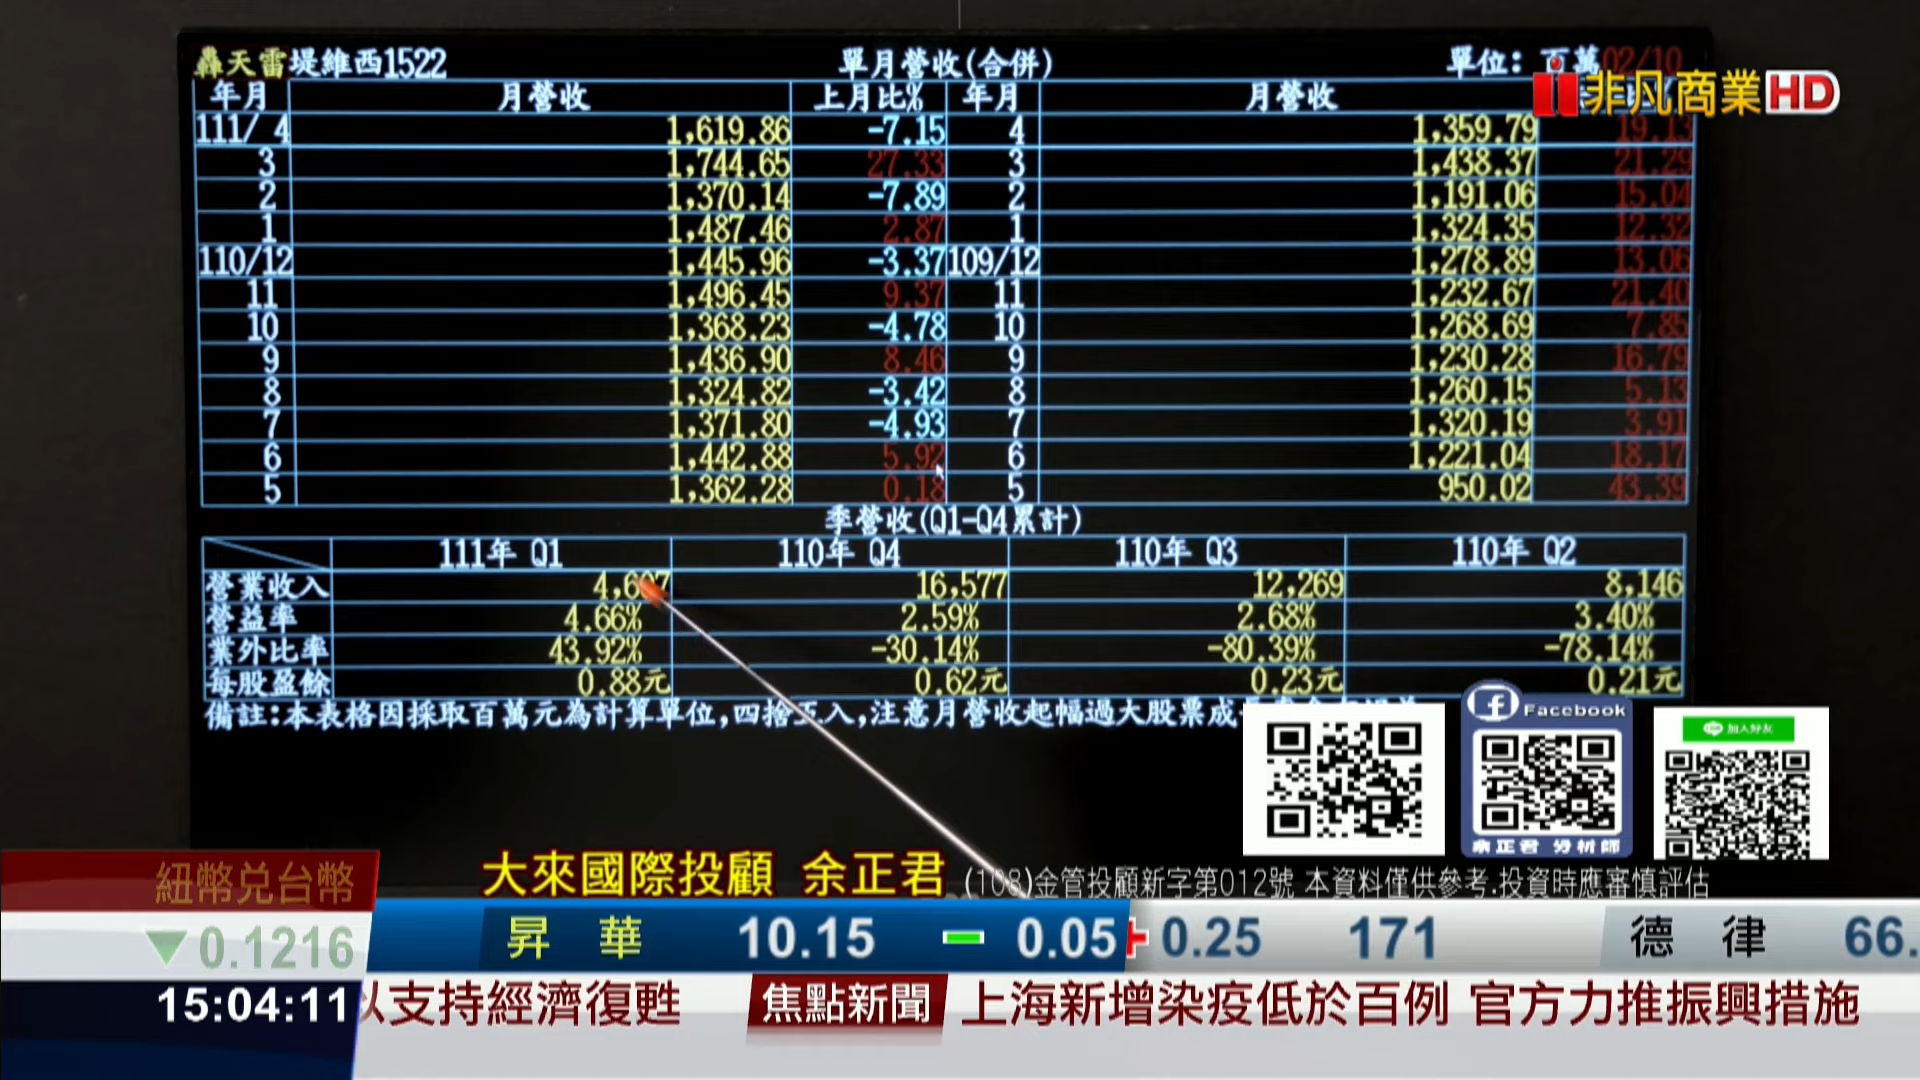 轟天雷堤維西1522 單月營收(合併) 單位：百萬 02/10
非凡商業HD
年月 月營收 上月比% 年月 月營收
111/ 4 1,619.86 -7.15 4 1,359.79 19.13
3 1,744.65 27.33 3 1,438.37 21.29
2 1,370.14 -7.89 2 1,191.06 15.04
1 1,487.46 2.87 1 1,324.35 12.32
110/12 1,445.96 -3.37 109/12 1,278.89 13.06
11 1,496.45 9.37 11 1,232.67 21.40
10 1,368.23 -4.78 10 1,268.69 7.85
9 1,436.90 8.46 9 1,230.28 16.79
8 1,324.82 -3.42 8 1,260.15 5.13
7 1,371.80 -4.93 7 1,320.19 3.91
6 1,442.88 5.92 6 1,221.04 18.17
5 1,362.28 0.18 5 950.02 43.39
季營收(Q1-Q4累計)
111年 Q1 110年 Q4 110年 Q3 110年 Q2
營業收入 4,607 16,577 12,269 8,146
營益率 4.66% 2.59% 2.68% 3.40%
業外比率 43.92% -30.14% -80.39% -78.14%
每股盈餘 0.88元 0.62元 0.23元 0.21元
備註:本表格因採取百萬元為計算單位,四捨五入,注意月營收起幅過大股票成
Facebook
余正君 分析師
加入好友
大來國際投顧 余正君 (108)金管投顧新字第012號 本資料僅供參考.投資時應審慎評估
紐幣兌台幣
▼0.1216
昇華 10.15 － 0.05 + 0.25 171 德律 66.
15:04:11
以支持經濟復甦 焦點新聞 上海新增染疫低於百例 官方力推振興措施